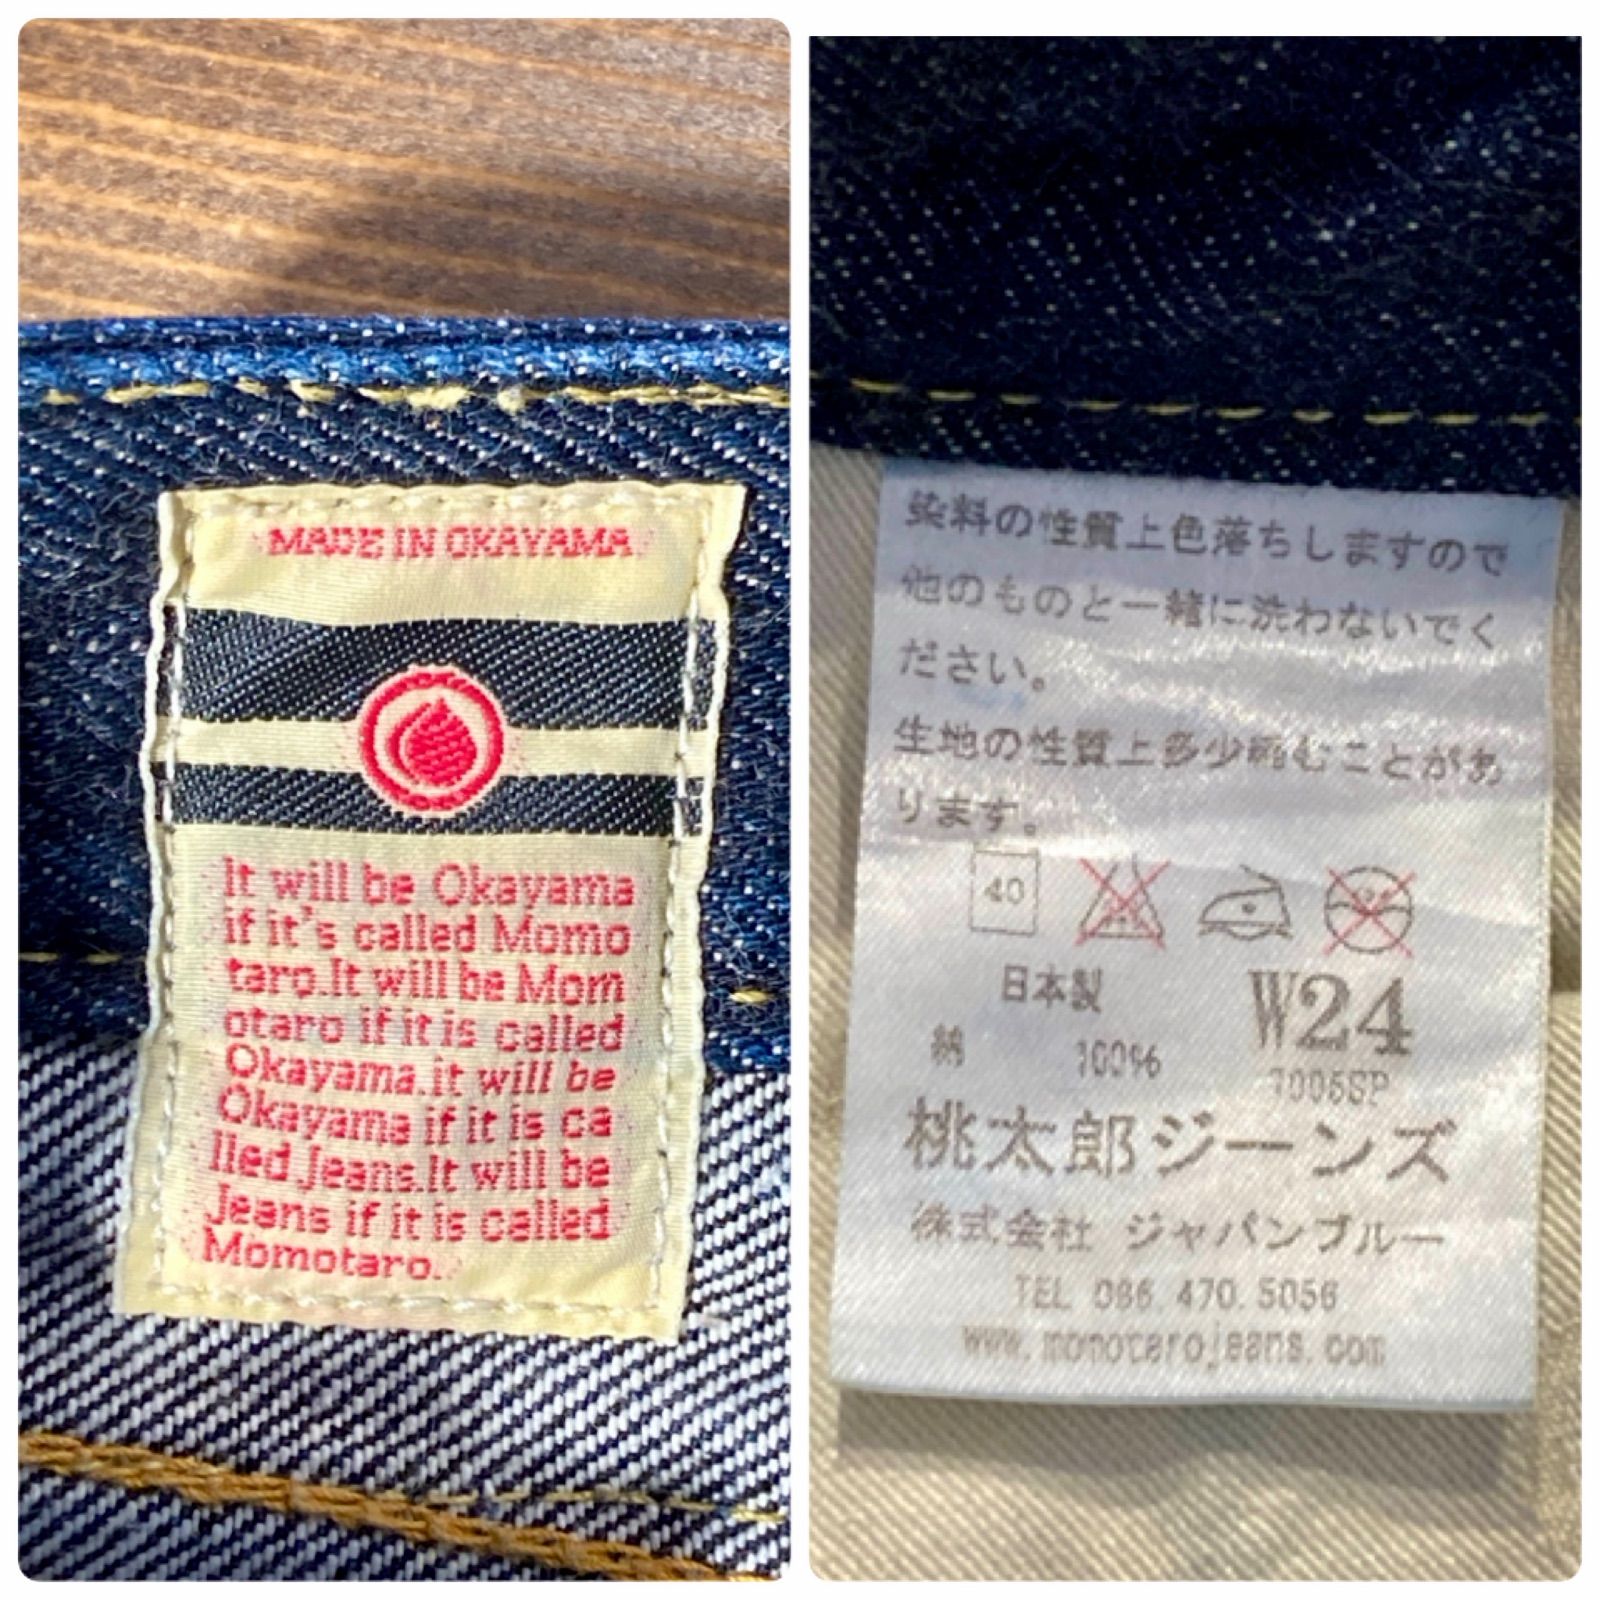 MADE IN OKAYAMA
It will be Okayama
if it's called Momo
taro.It will be Mom
otaro if it is called
Okayama.it will be
Okayama if it is ca
lled Jeans.It will be
Jeans if it is called
Momotaro.
染料の性質上色落ちしますので
他のものと一緒に洗わないでく
ださい。
生地の性質上多少縮むことがあ
ります。
40
日本製
W24
綿 100%
桃太郎ジーンズ
株式会社 ジャパンブルー
TEL 086.470.5056
www.momotarojeans.com